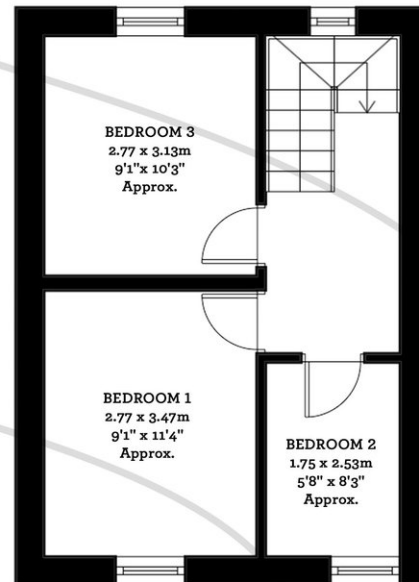 BEDROOM 3
2.77 x 3.13m
9'1"x 10'3"
Approx.
BEDROOM 1
2.77 x 3.47m
9'1" x 11'4"
Approx.
BEDROOM 2
1.75 x 2.53m
5'8" x 8'3"
Approx.